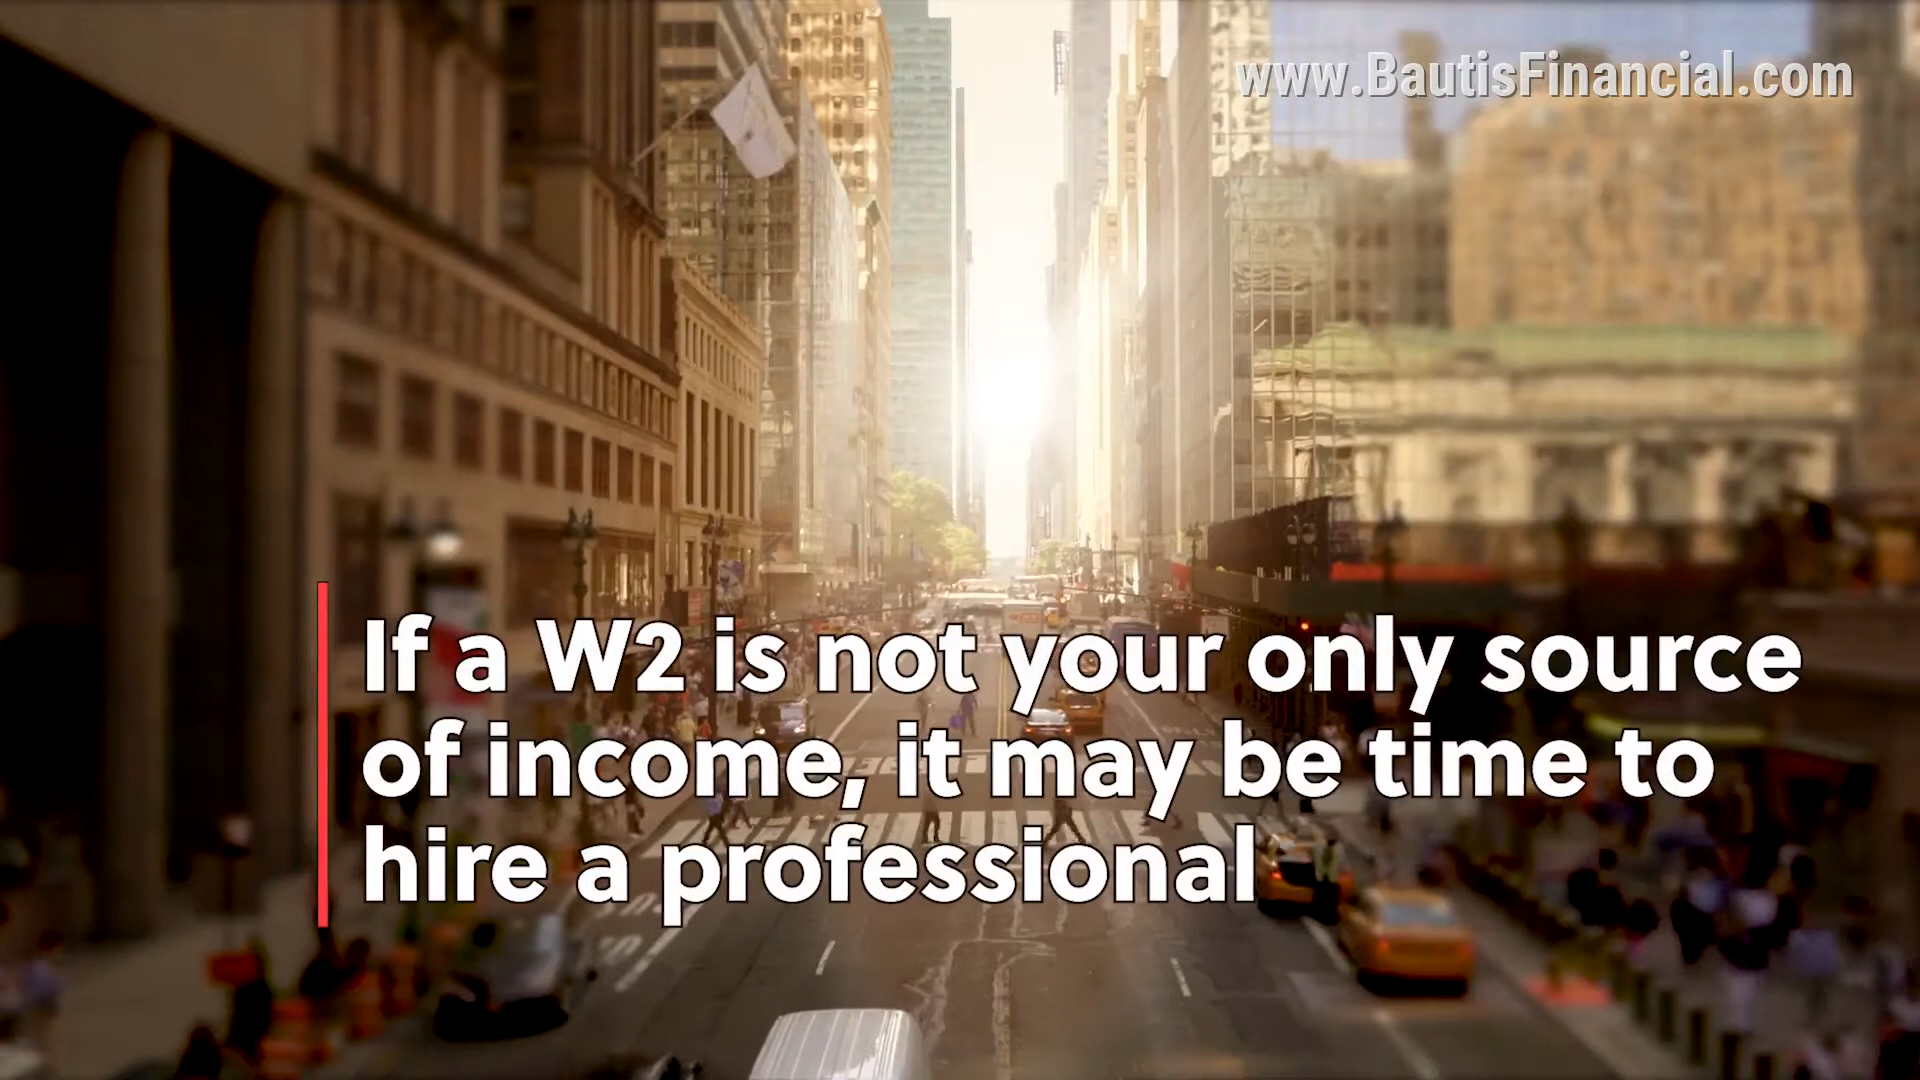 www.BautisFinancial.com
If a W2 is not your only source
of income, it may be time to
hire a professional